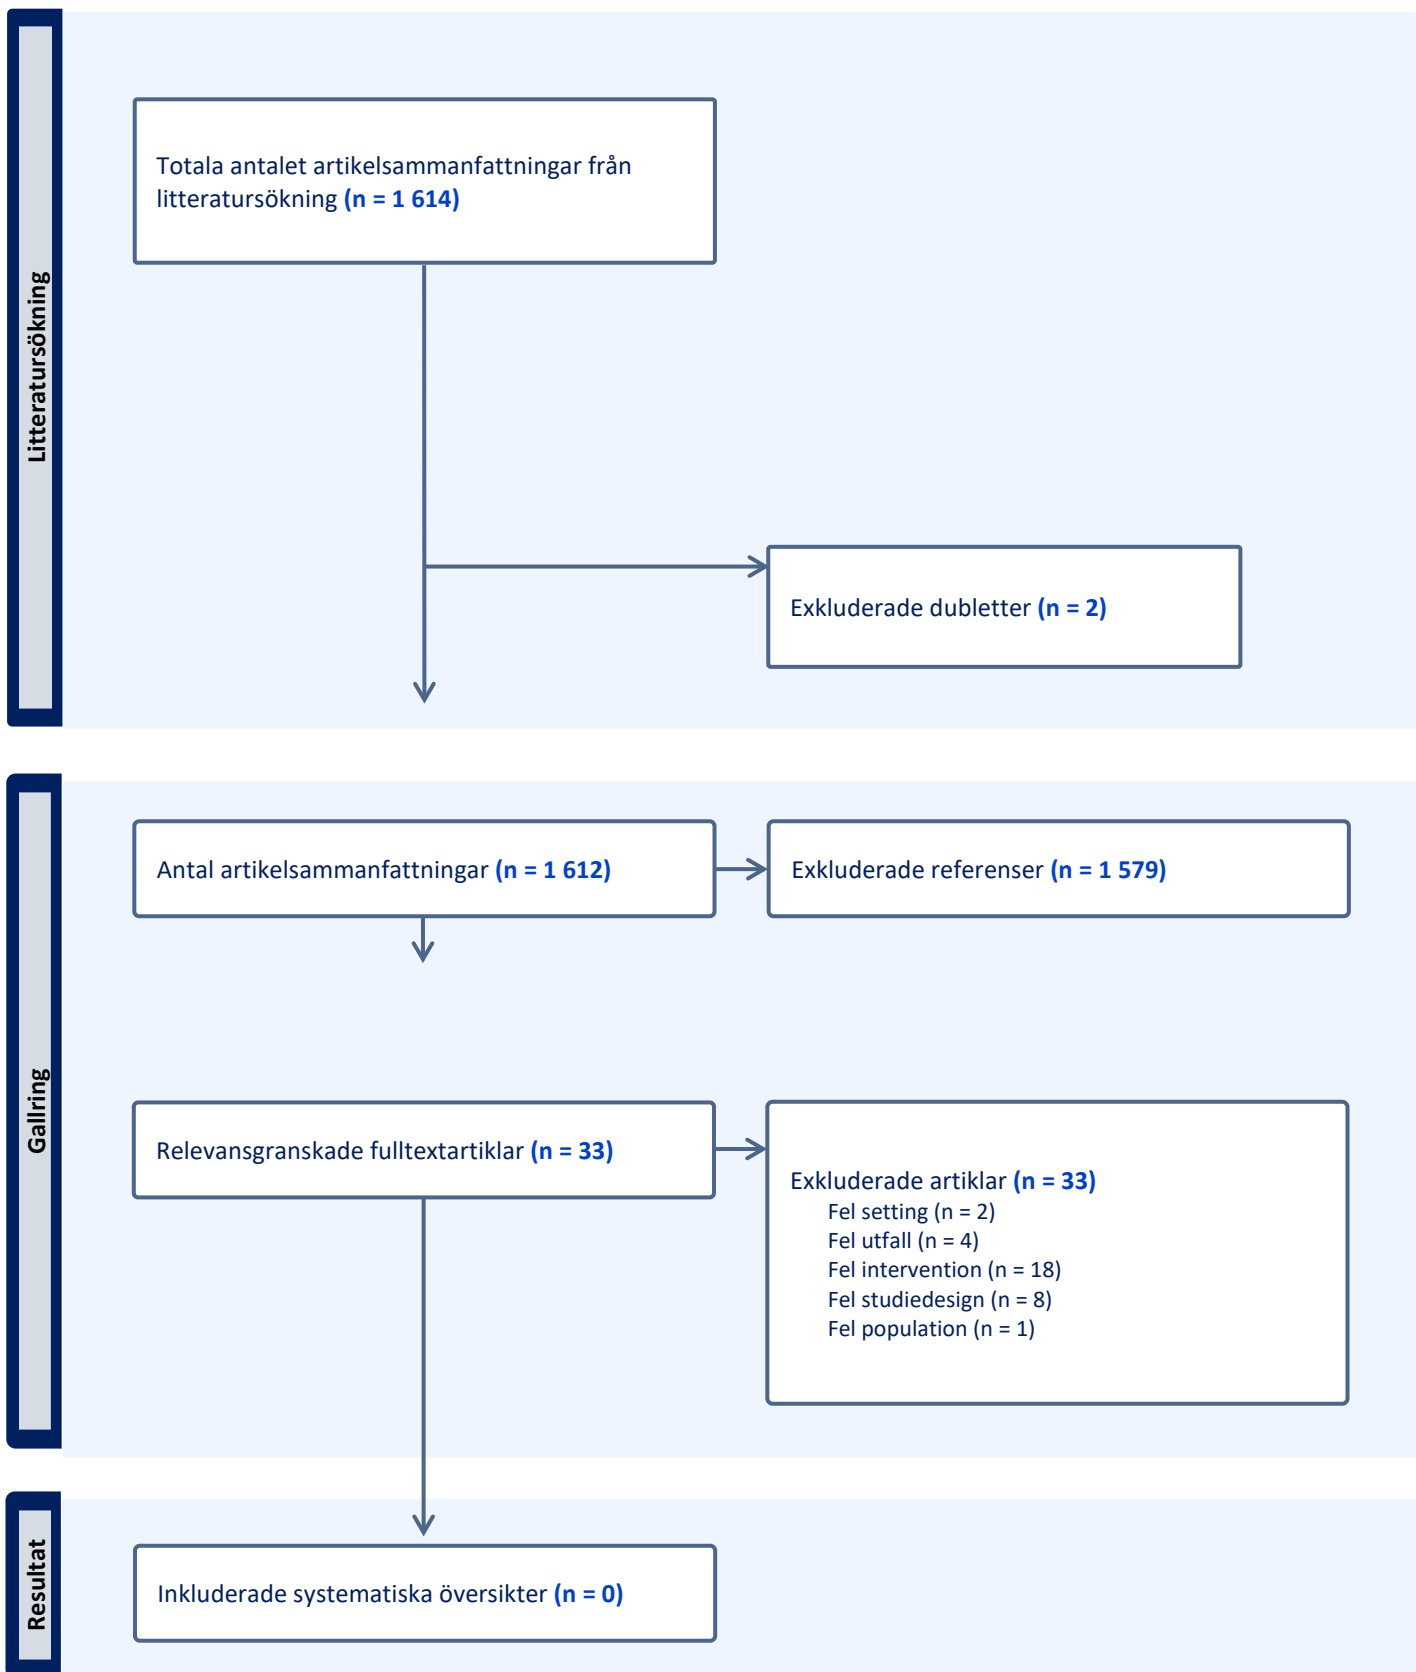 Litteratursökning
Totala antalet artikelsammanfattningar från
litteratursökning (n = 1 614)
Exkluderade dubletter (n = 2)
Gallring
Antal artikelsammanfattningar (n = 1 612)
Exkluderade referenser (n = 1 579)
Relevansgranskade fulltextartiklar (n = 33)
Exkluderade artiklar (n = 33)
Fel setting (n = 2)
Fel utfall (n = 4)
Fel intervention (n = 18)
Fel studiedesign (n = 8)
Fel population (n = 1)
Resultat
Inkluderade systematiska översikter (n = 0)